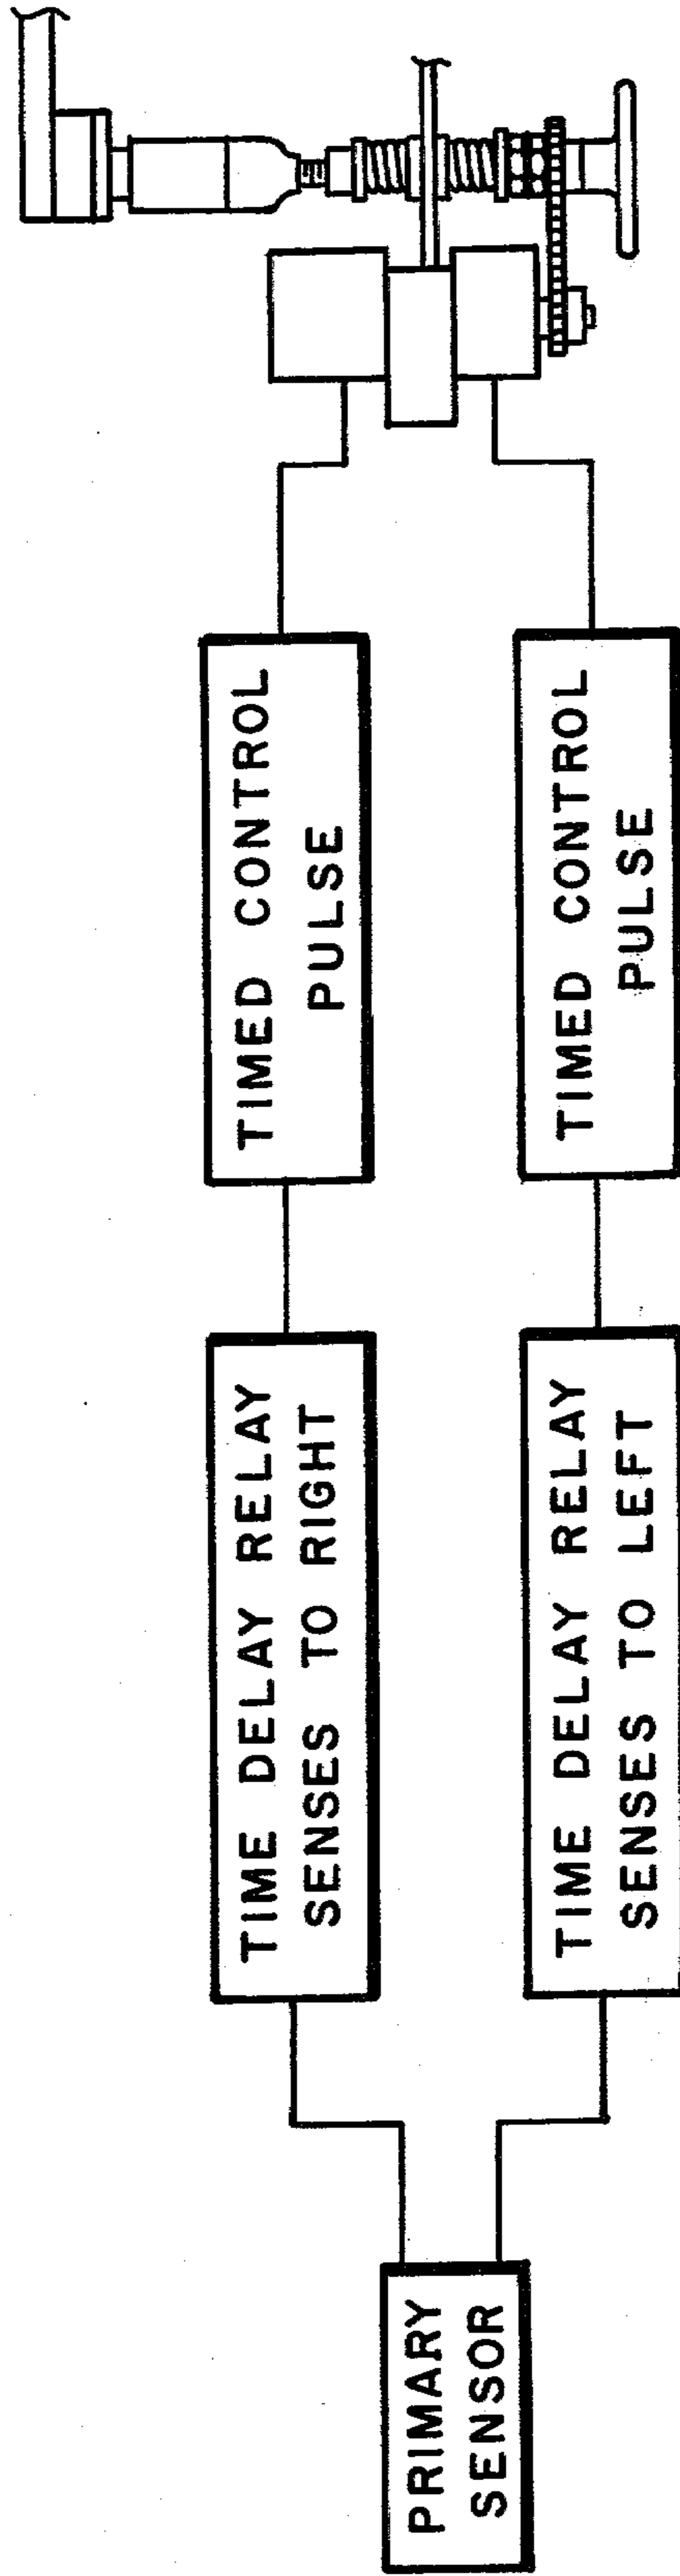 PRIMARY
SENSOR
TIME DELAY RELAY
SENSES TO RIGHT
TIMED CONTROL
PULSE
TIME DELAY RELAY
SENSES TO LEFT
TIMED CONTROL
PULSE